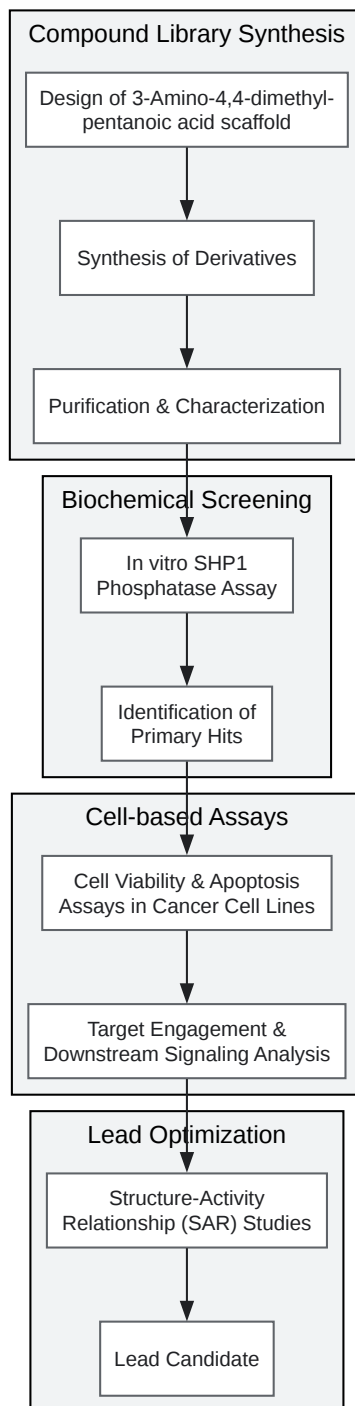 Compound Library Synthesis
Design of 3-Amino-4,4-dimethyl-
pentanoic acid scaffold
Synthesis of Derivatives
Purification & Characterization
Biochemical Screening
In vitro SHP1
Phosphatase Assay
Identification of
Primary Hits
Cell-based Assays
Cell Viability & Apoptosis
Assays in Cancer Cell Lines
Target Engagement &
Downstream Signaling Analysis
Lead Optimization
Structure-Activity
Relationship (SAR) Studies
Lead Candidate